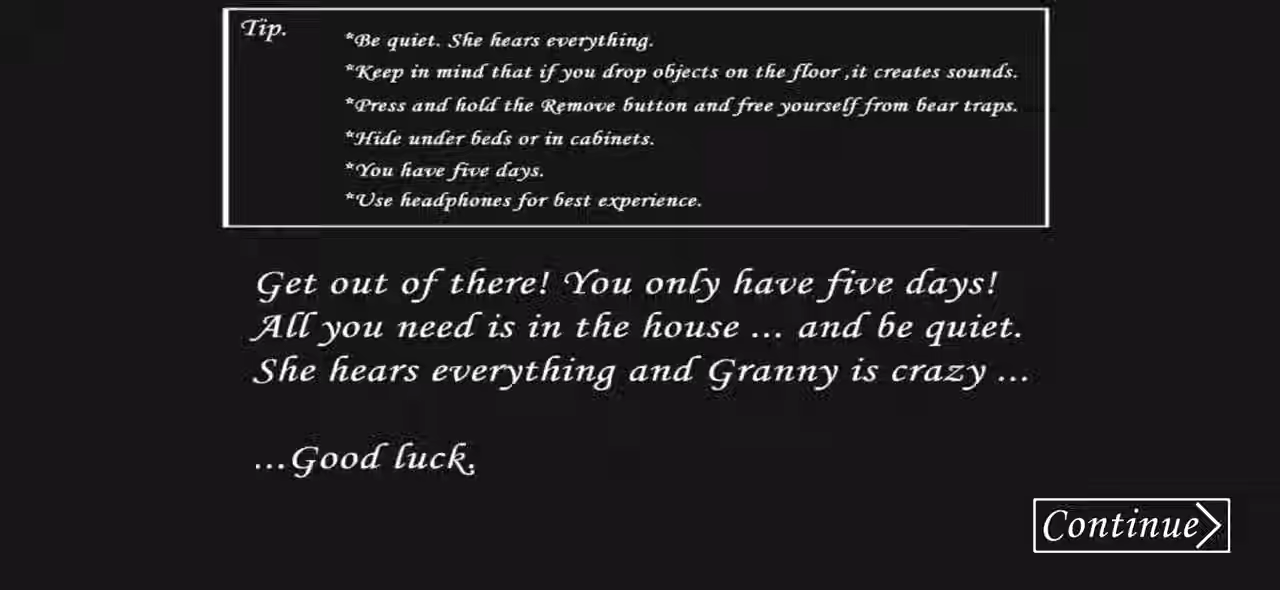 Tip.
*Be quiet. She hears everything.
*Keep in mind that if you drop objects on the floor ,it creates sounds.
*Press and hold the Remove button and free yourself from bear traps.
*Hide under beds or in cabinets.
*You have five days.
*Use headphones for best experience.
Get out of there! You only have five days!
All you need is in the house ... and be quiet.
She hears everything and Granny is crazy ...
...Good luck.
Continue